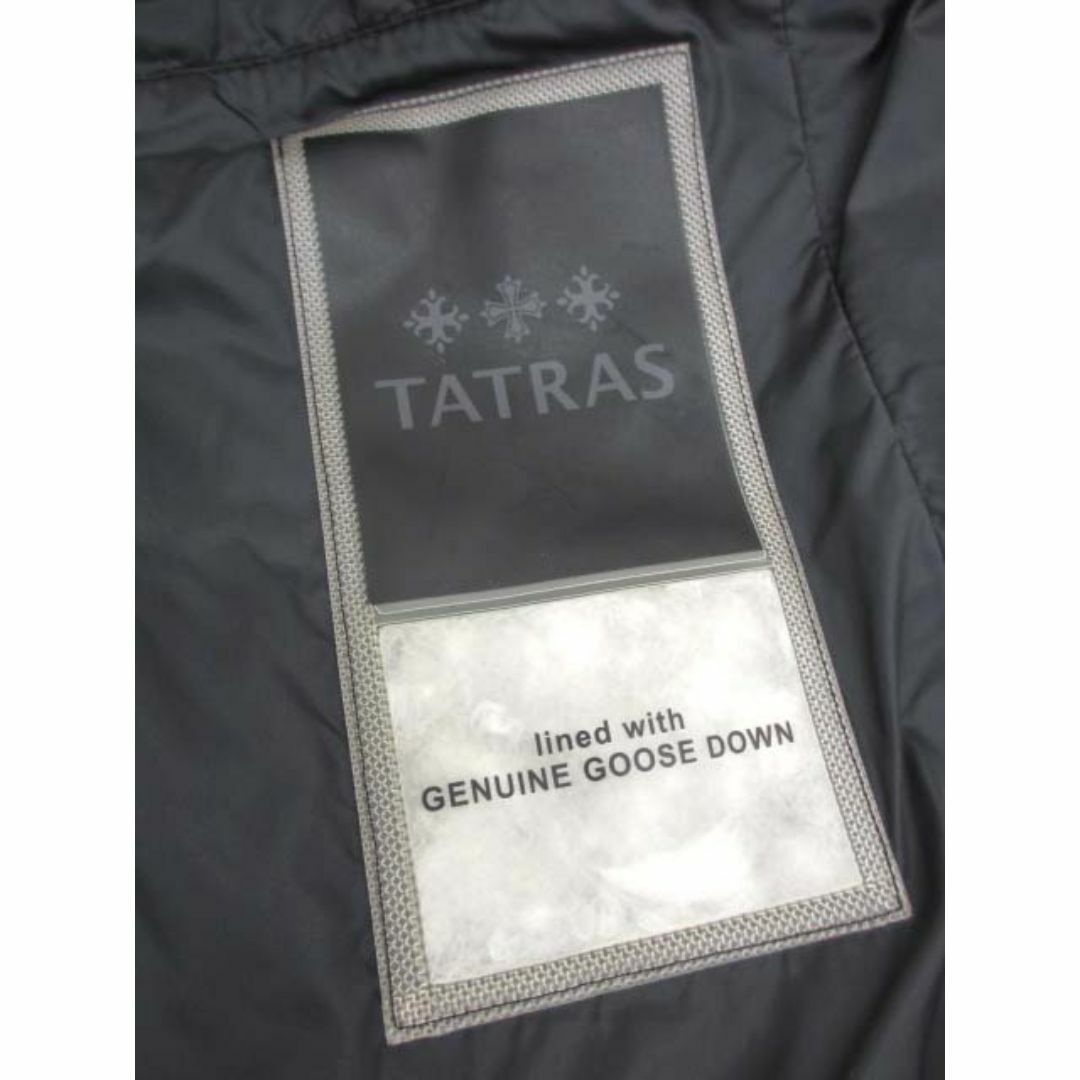 TATRAS
lined with
GENUINE GOOSE DOWN